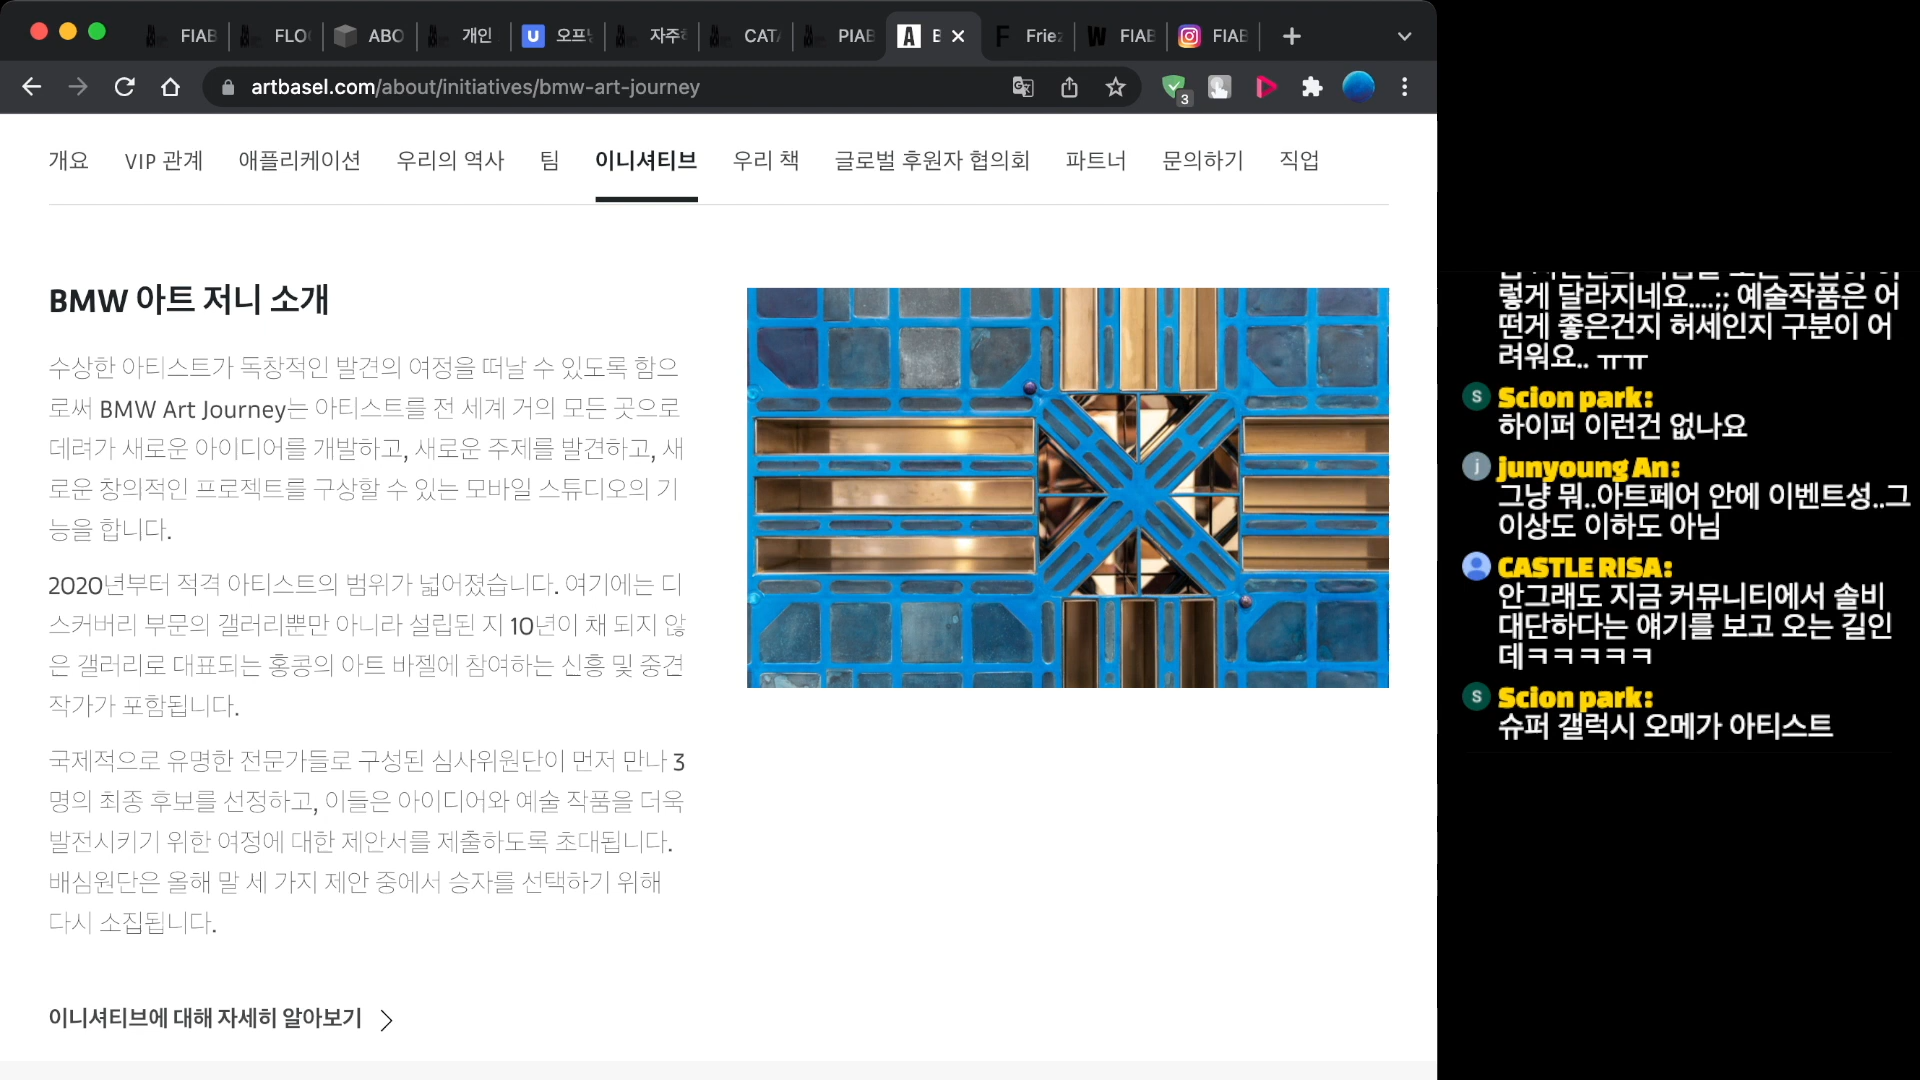 FIAB
FLO
ABO
개인
오프닝
자주
CAT
PIAB
Friez
FIAB
FIAB
artbasel.com/about/initiatives/bmw-art-journey
3
개요 VIP 관계 애플리케이션 우리의 역사 팀 이니셔티브 우리 책 글로벌 후원자 협의회 파트너 문의하기 직업
BMW 아트 저니 소개
수상한 아티스트가 독창적인 발견의 여정을 떠날 수 있도록 함으
로써 BMW Art Journey는 아티스트를 전 세계 거의 모든 곳으로
데려가 새로운 아이디어를 개발하고, 새로운 주제를 발견하고, 새
로운 창의적인 프로젝트를 구상할 수 있는 모바일 스튜디오의 기
능을 합니다.
2020년부터 적격 아티스트의 범위가 넓어졌습니다. 여기에는 디
스커버리 부문의 갤러리뿐만 아니라 설립된 지 10년이 채 되지 않
은 갤러리로 대표되는 홍콩의 아트 바젤에 참여하는 신흥 및 중견
작가가 포함됩니다.
국제적으로 유명한 전문가들로 구성된 심사위원단이 먼저 만나 3
명의 최종 후보를 선정하고, 이들은 아이디어와 예술 작품을 더욱
발전시키기 위한 여정에 대한 제안서를 제출하도록 초대됩니다.
배심원단은 올해 말 세 가지 제안 중에서 승자를 선택하기 위해
다시 소집됩니다.
이니셔티브에 대해 자세히 알아보기
렇게 달라지네요....;; 예술작품은 어
떤게 좋은건지 허세인지 구분이 어
려워요.. ㅠㅠ
Scion park:
하이퍼 이런건 없나요
junyoung An:
그냥 뭐..아트페어 안에 이벤트성..그
이상도 이하도 아님
CASTLE RISA:
안그래도 지금 커뮤니티에서 솔비
대단하다는 얘기를 보고 오는 길인
데ㅋㅋㅋㅋㅋ
Scion park:
슈퍼 갤럭시 오메가 아티스트